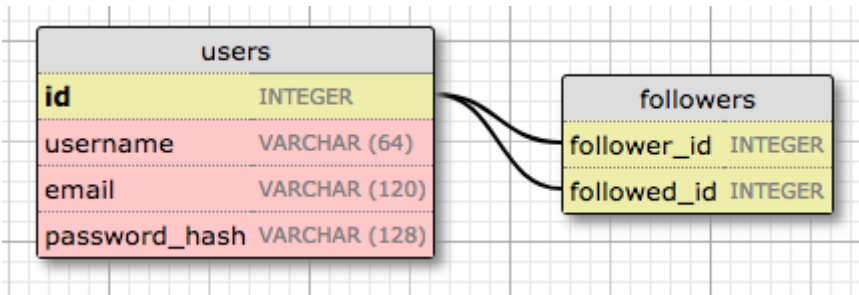 users
id INTEGER
username VARCHAR (64)
email VARCHAR (120)
password_hash VARCHAR (128)
followers
follower_id INTEGER
followed_id INTEGER